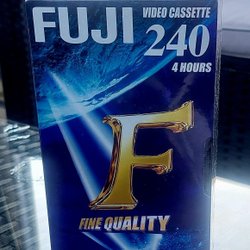 FUJI VIDEO CASSETTE
240
4 HOURS
F
FINE QUALITY